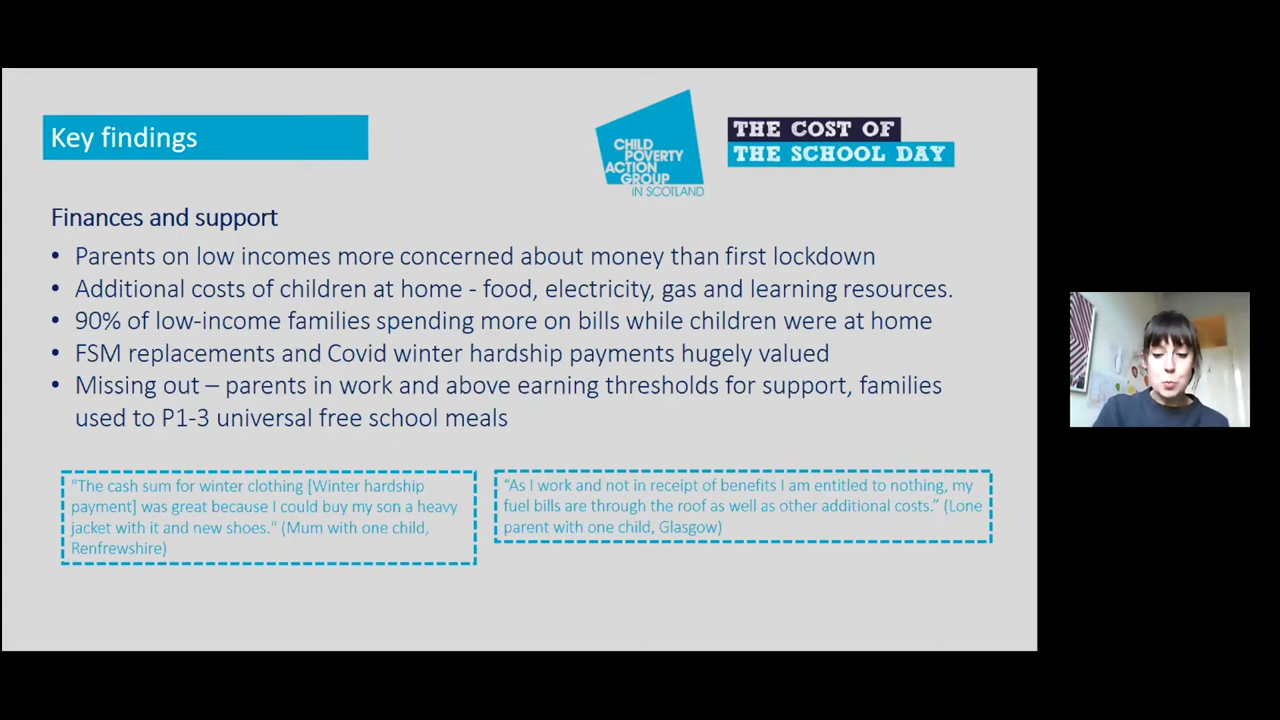 Key findings
CHILD
POVERTY
ACTION
GROUP
IN SCOTLAND
THE COST OF
THE SCHOOL DAY
Finances and support
• Parents on low incomes more concerned about money than first lockdown
• Additional costs of children at home - food, electricity, gas and learning resources.
• 90% of low-income families spending more on bills while children were at home
• FSM replacements and Covid winter hardship payments hugely valued
• Missing out – parents in work and above earning thresholds for support, families
used to P1-3 universal free school meals
"The cash sum for winter clothing [Winter hardship
payment] was great because I could buy my son a heavy
jacket with it and new shoes." (Mum with one child,
Renfrewshire)
“As I work and not in receipt of benefits I am entitled to nothing, my
fuel bills are through the roof as well as other additional costs.” (Lone
parent with one child, Glasgow)